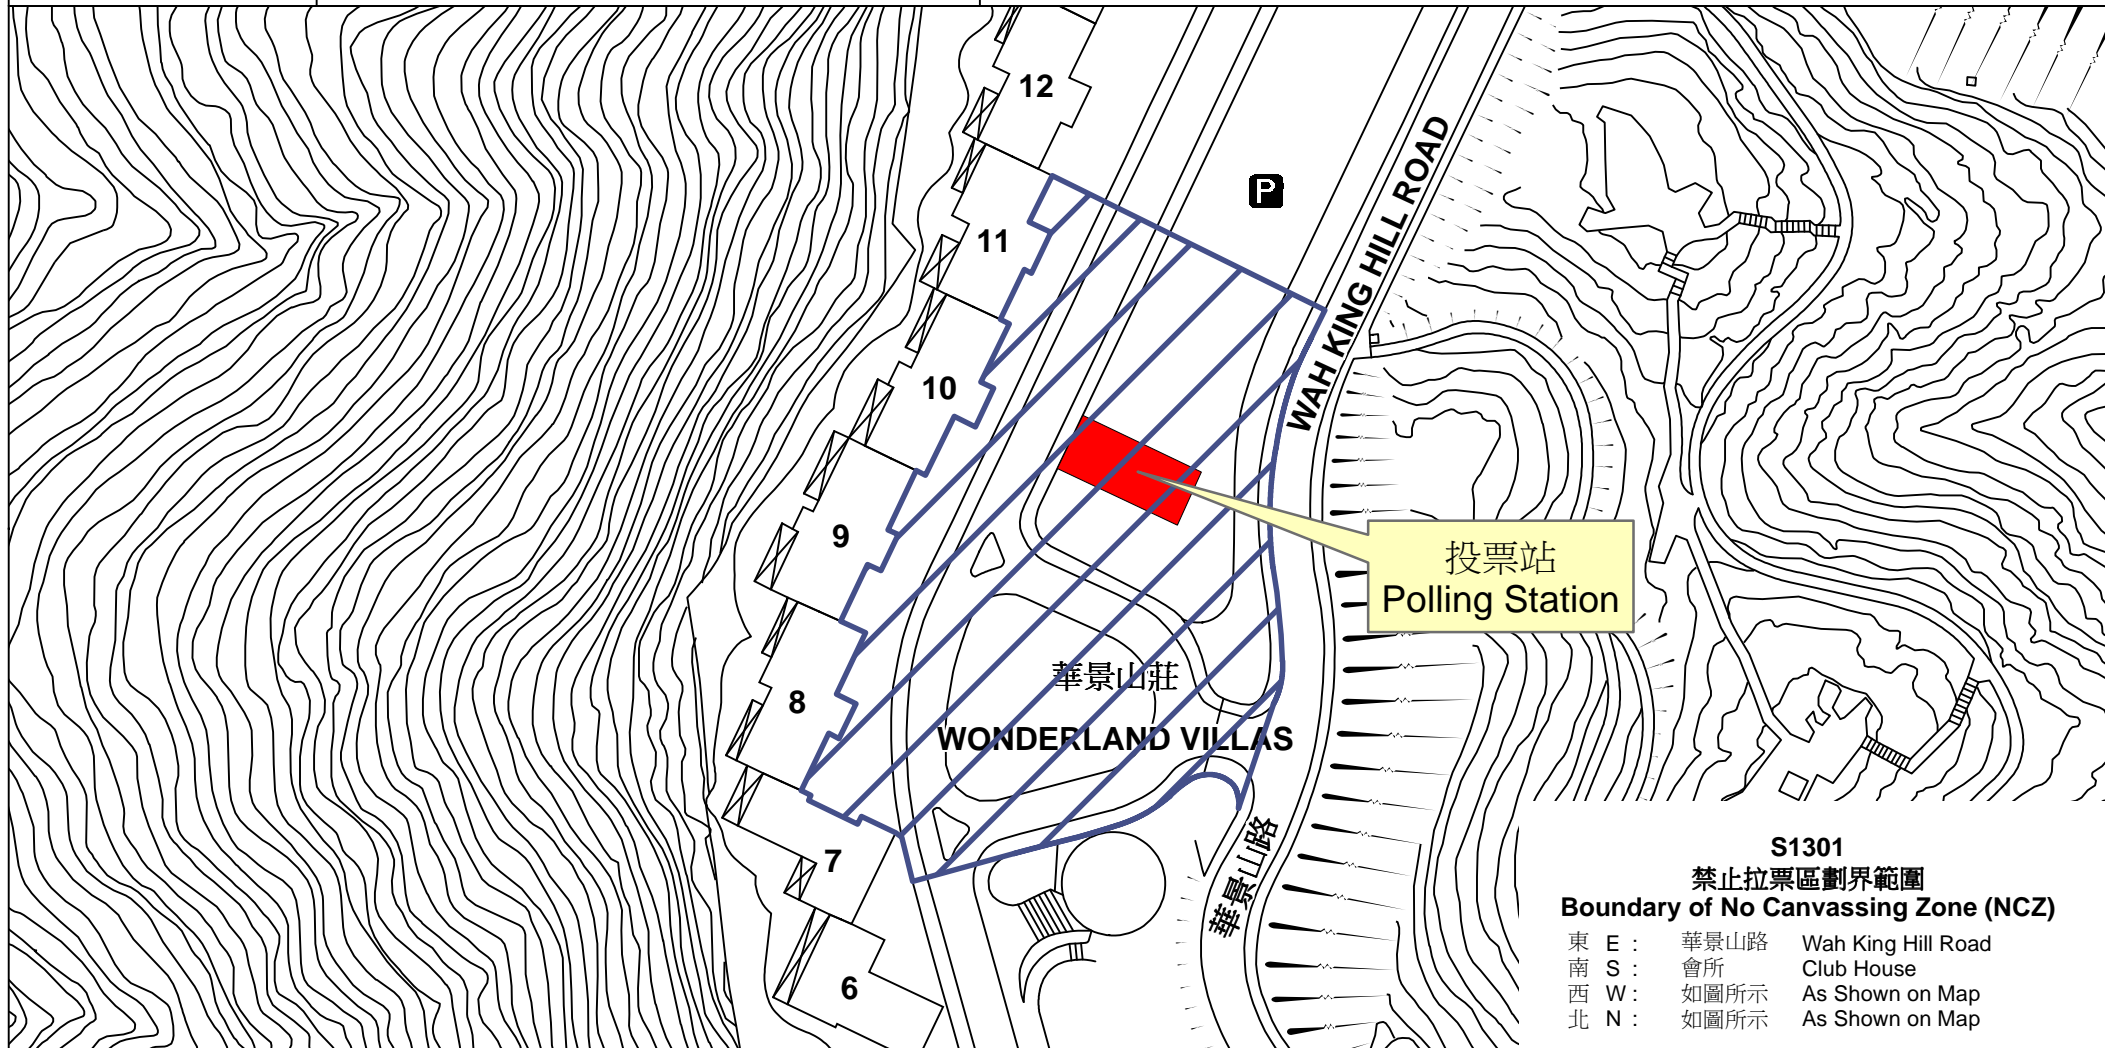 12
P
WAH KING HILL ROAD
11
10
9
投票站
Polling Station
華景山莊
8
WONDERLAND VILLAS
華景山路
7
6
S1301
禁止拉票區劃界範圍
Boundary of No Canvassing Zone (NCZ)
東 E : 華景山路 Wah King Hill Road
南 S : 會所 Club House
西 W : 如圖所示 As Shown on Map
北 N : 如圖所示 As Shown on Map